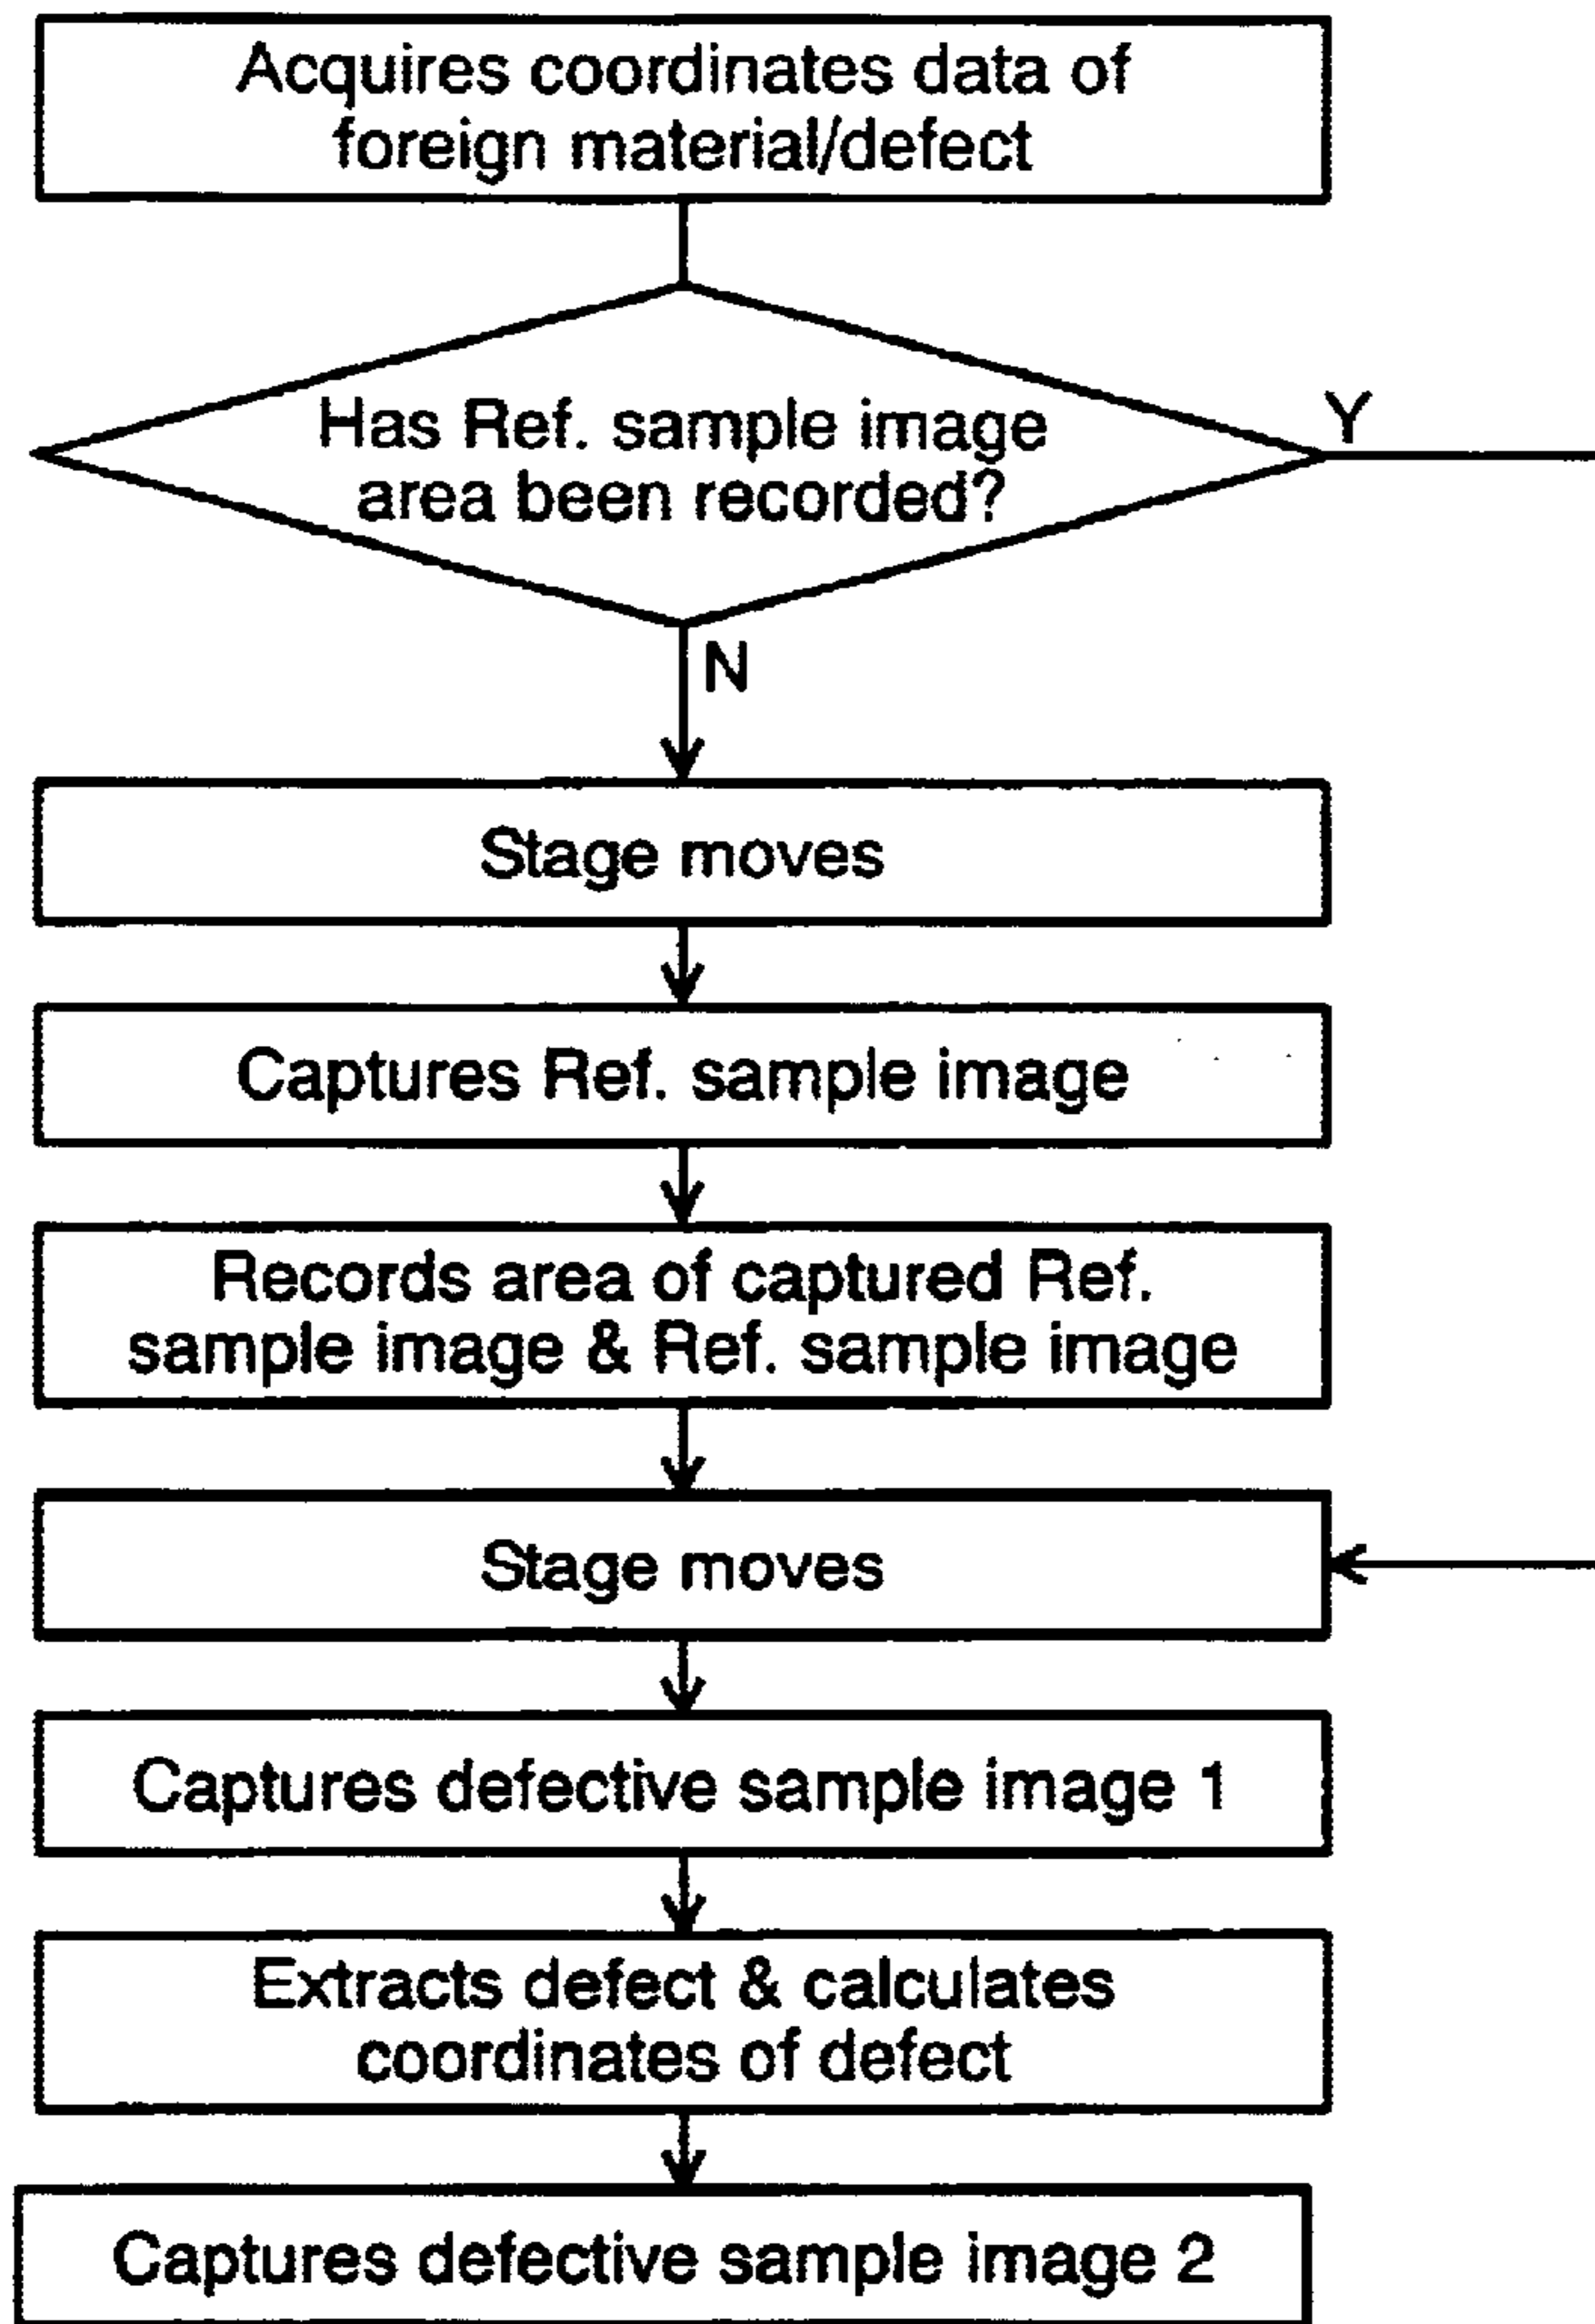 Acquires coordinates data of
foreign material/defect
Has Ref. sample image
area been recorded?
Y
N
Stage moves
Captures Ref. sample image
Records area of captured Ref.
sample image & Ref. sample image
Stage moves
Captures defective sample image 1
Extracts defect & calculates
coordinates of defect
Captures defective sample image 2